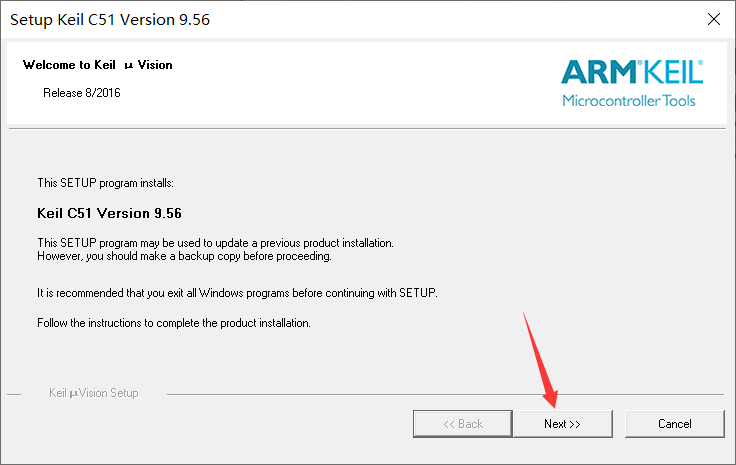 Setup Keil C51 Version 9.56
Welcome to Keil μVision
Release 8/2016
ARM®KEIL®
Microcontroller Tools
This SETUP program installs:
Keil C51 Version 9.56
This SETUP program may be used to update a previous product installation.
However, you should make a backup copy before proceeding.
It is recommended that you exit all Windows programs before continuing with SETUP.
Follow the instructions to complete the product installation.
Keil μVision Setup
<< Back
Next >>
Cancel